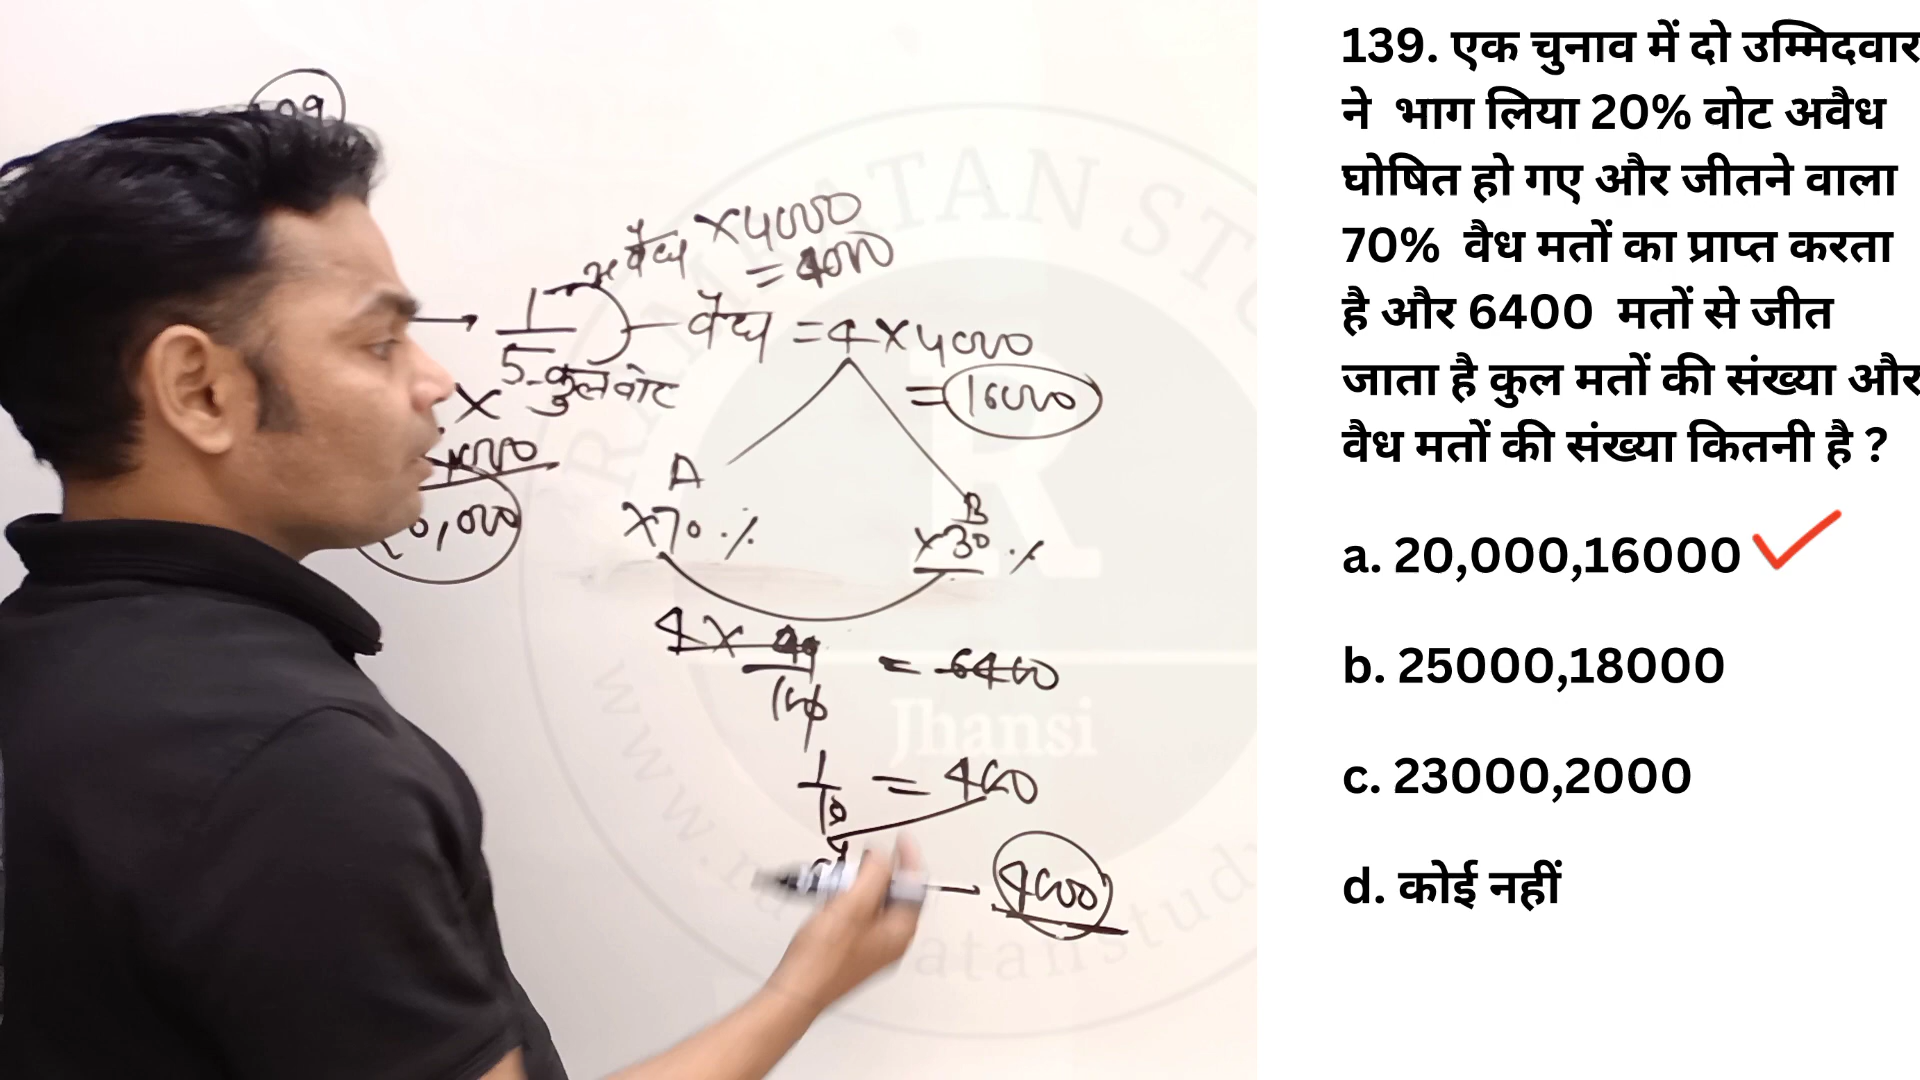 139. एक चुनाव में दो उम्मिदवार
ने भाग लिया 20% वोट अवैध
घोषित हो गए और जीतने वाला
70% वैध मतों का प्राप्त करता
है और 6400 मतों से जीत
जाता है कुल मतों की संख्या और
वैध मतों की संख्या कितनी है ?
a. 20,000,16000
b. 25000,18000
c. 23000,2000
d. कोई नहीं
अवैध ×4000
= 4000
1
5-कुल वोट
वैध = 4 × 4000
= 16000
A
B
×70%
×30%
4 × 40
100
= 6400
1
10
= 400
4000
Jhansi